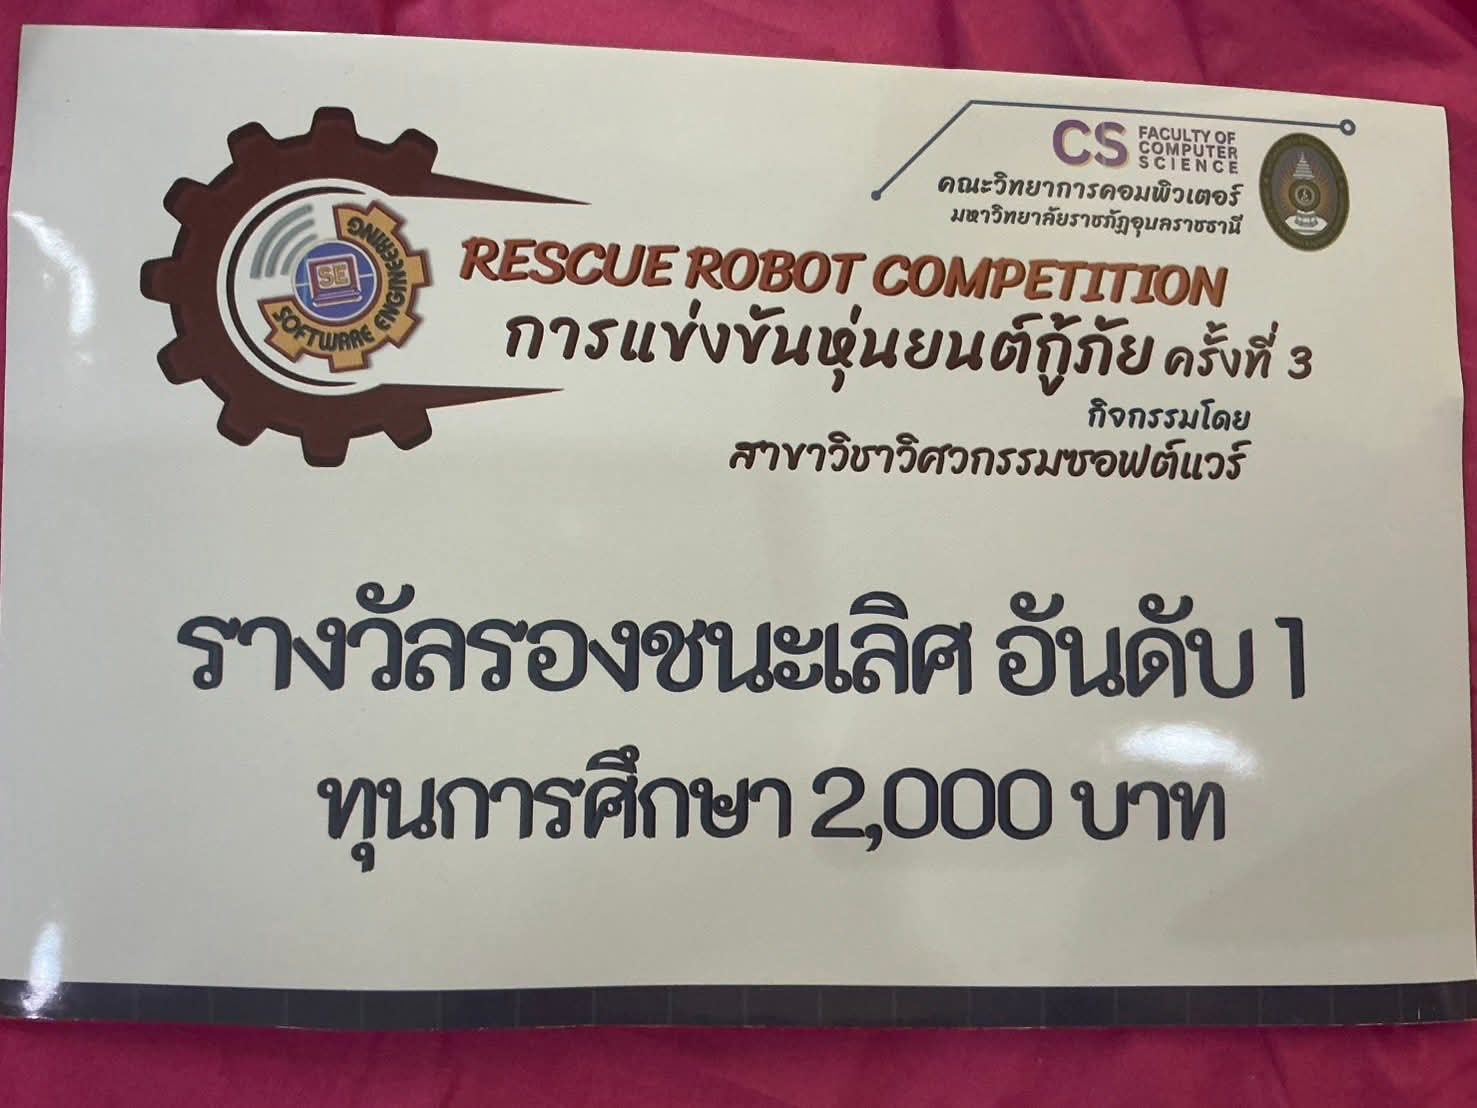 CS FACULTY OF
COMPUTER
SCIENCE
คณะวิทยาการคอมพิวเตอร์
มหาวิทยาลัยราชภัฏอุบลราชธานี
SE
SOFTWARE ENGINEERING
RESCUE ROBOT COMPETITION
การแข่งขันหุ่นยนต์กู้ภัย ครั้งที่ 3
กิจกรรมโดย
สาขาวิชาวิศวกรรมซอฟต์แวร์
รางวัลรองชนะเลิศ อันดับ 1
ทุนการศึกษา 2,000 บาท